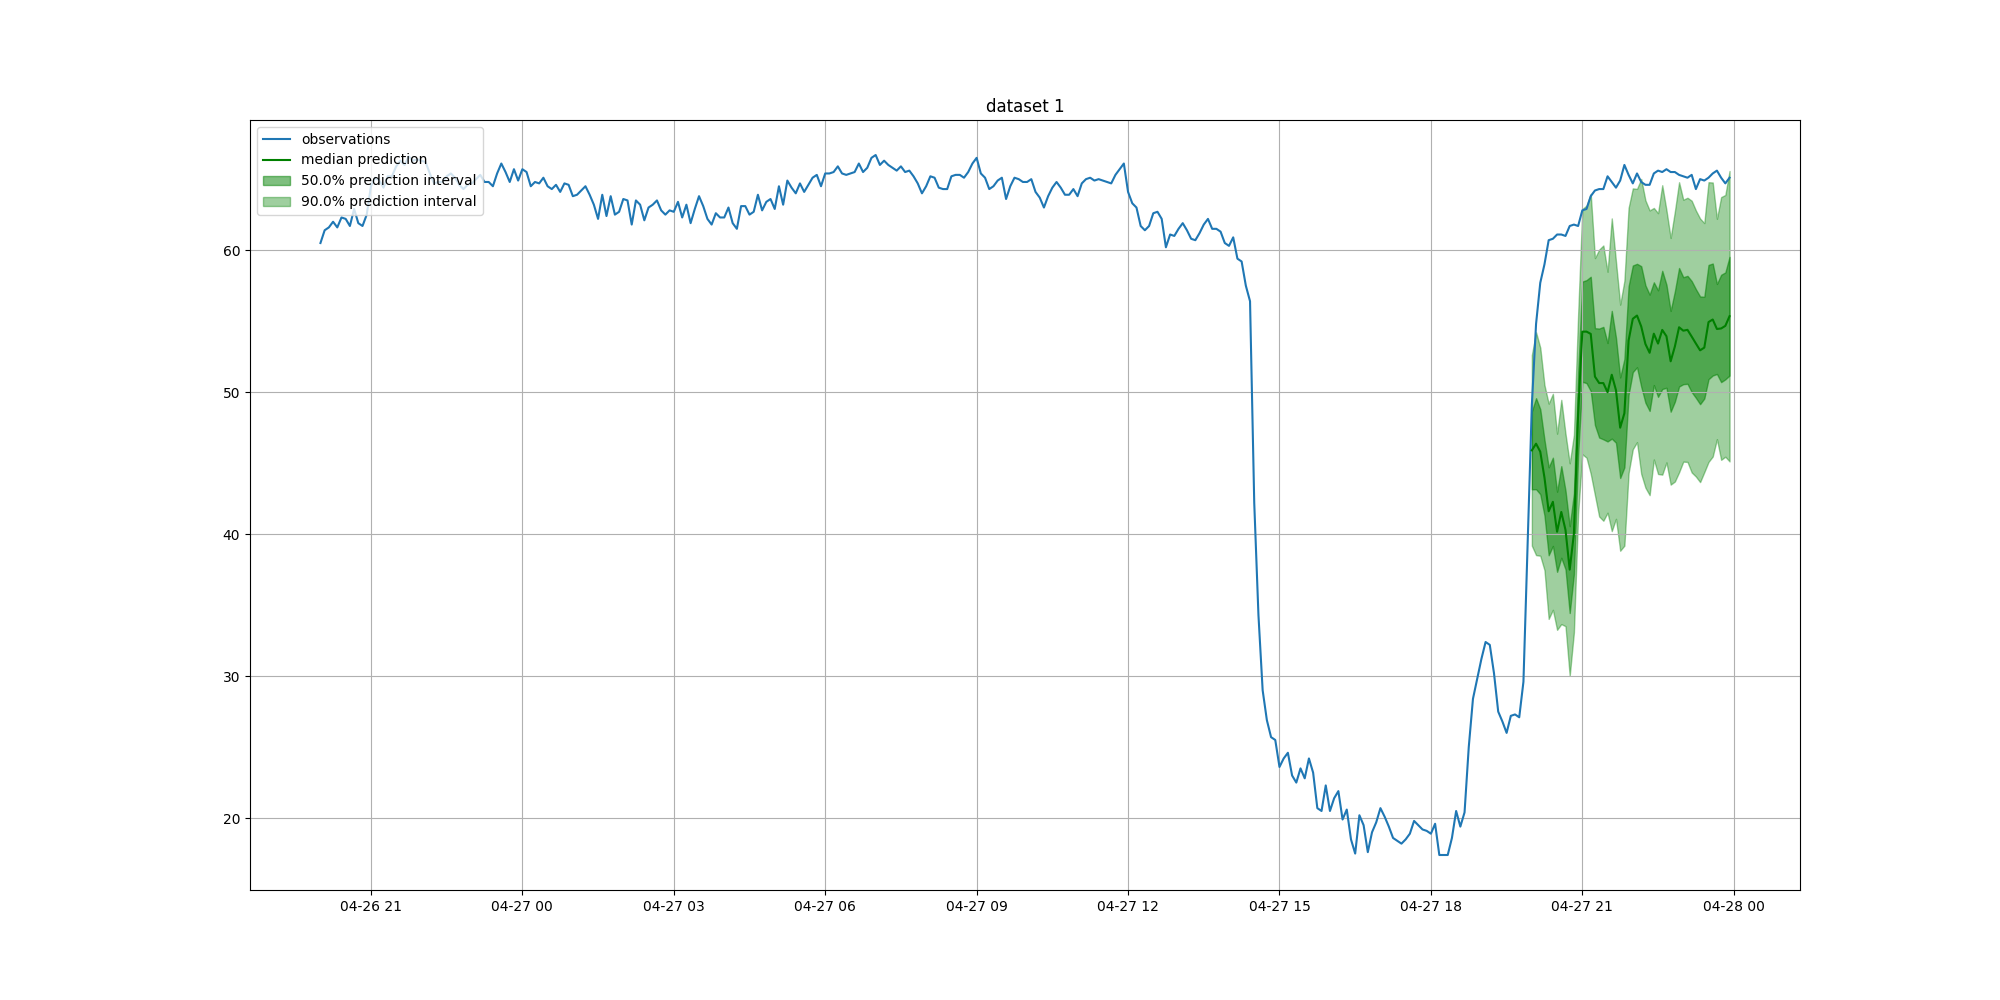 dataset 1
observations
median prediction
50.0% prediction interval
90.0% prediction interval
60
50
40
30
20
04-26 21 04-27 00 04-27 03 04-27 06 04-27 09 04-27 12 04-27 15 04-27 18 04-27 21 04-28 00